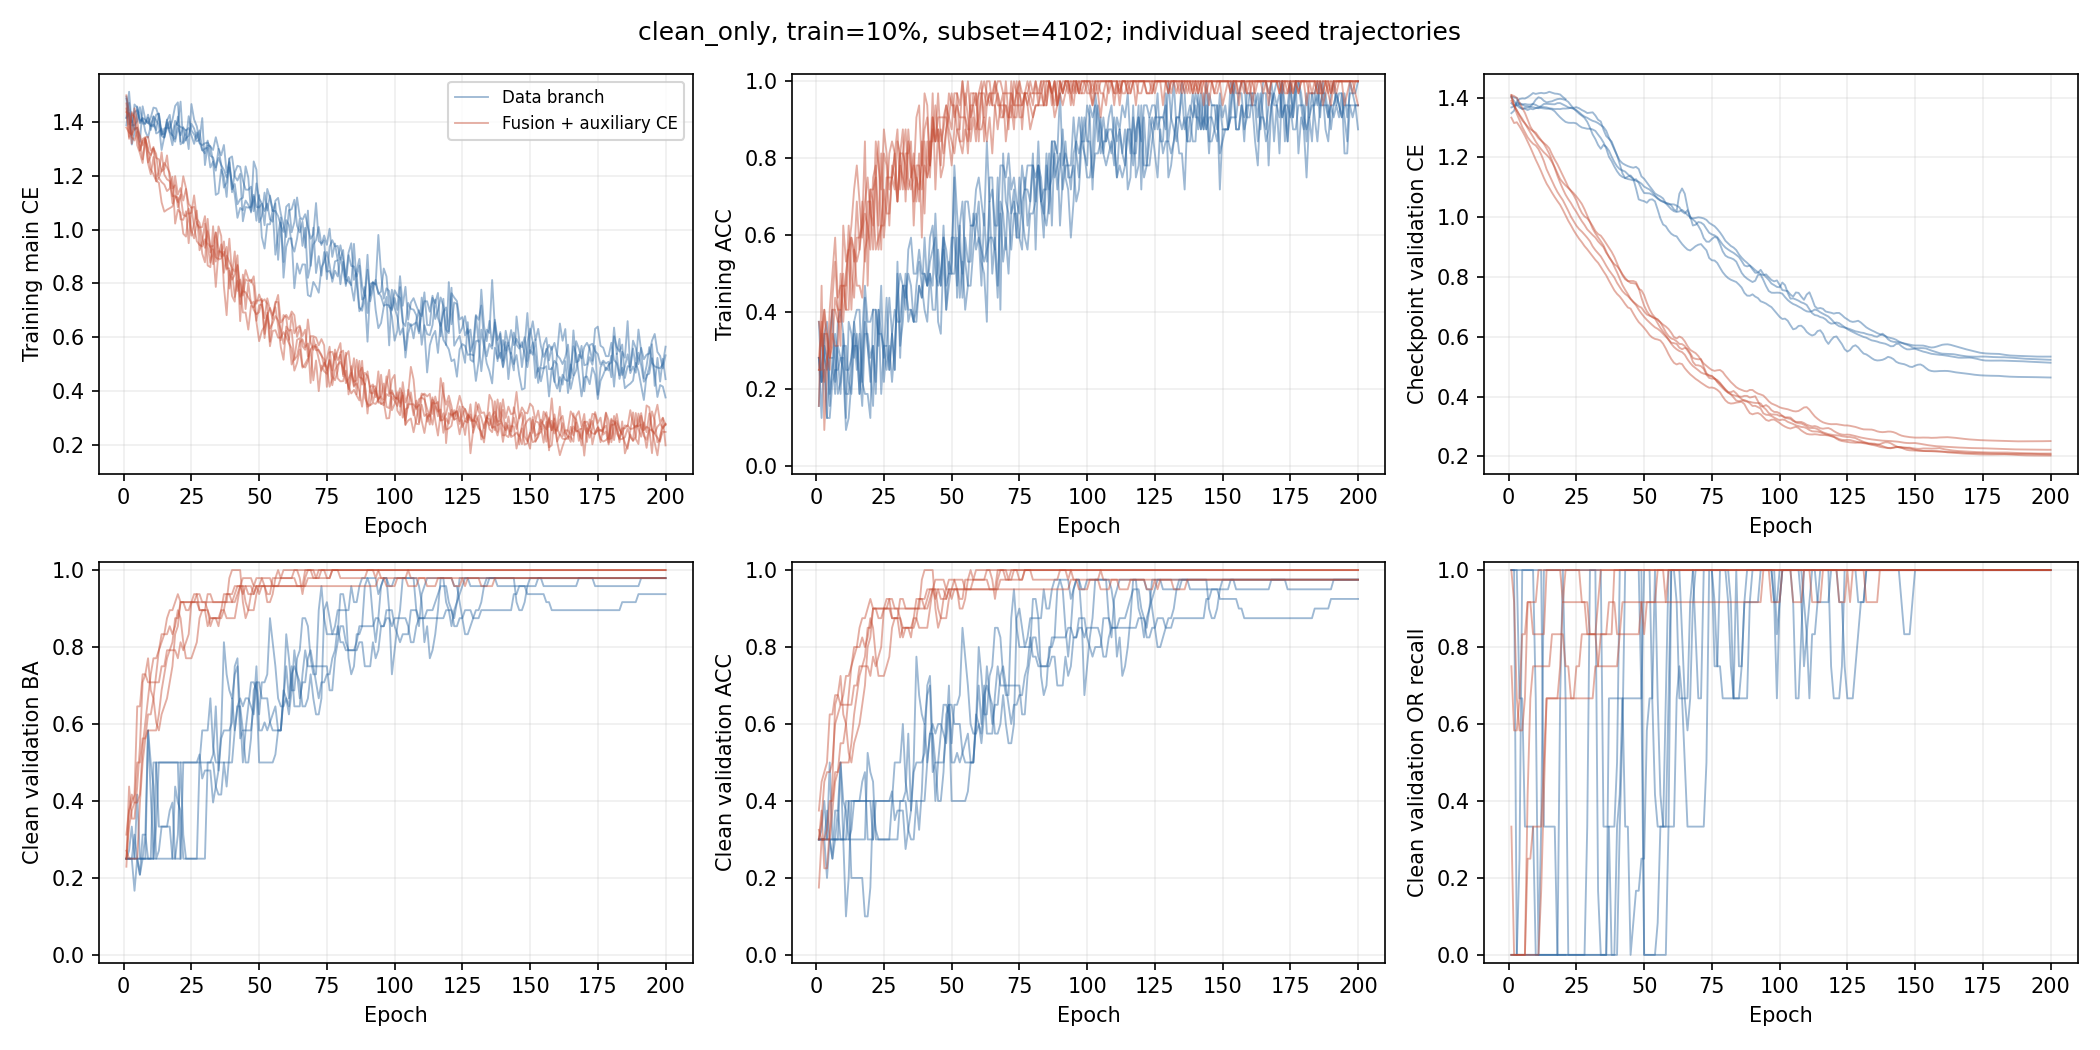 clean_only, train=10%, subset=4102; individual seed trajectories
Training main CE
1.4
1.2
1.0
0.8
0.6
0.4
0.2
Data branch
Fusion + auxiliary CE
0 25 50 75 100 125 150 175 200
Epoch
Training ACC
1.0
0.8
0.6
0.4
0.2
0.0
0 25 50 75 100 125 150 175 200
Epoch
Checkpoint validation CE
1.4
1.2
1.0
0.8
0.6
0.4
0.2
0 25 50 75 100 125 150 175 200
Epoch
Clean validation BA
1.0
0.8
0.6
0.4
0.2
0.0
0 25 50 75 100 125 150 175 200
Epoch
Clean validation ACC
1.0
0.8
0.6
0.4
0.2
0.0
0 25 50 75 100 125 150 175 200
Epoch
Clean validation OR recall
1.0
0.8
0.6
0.4
0.2
0.0
0 25 50 75 100 125 150 175 200
Epoch